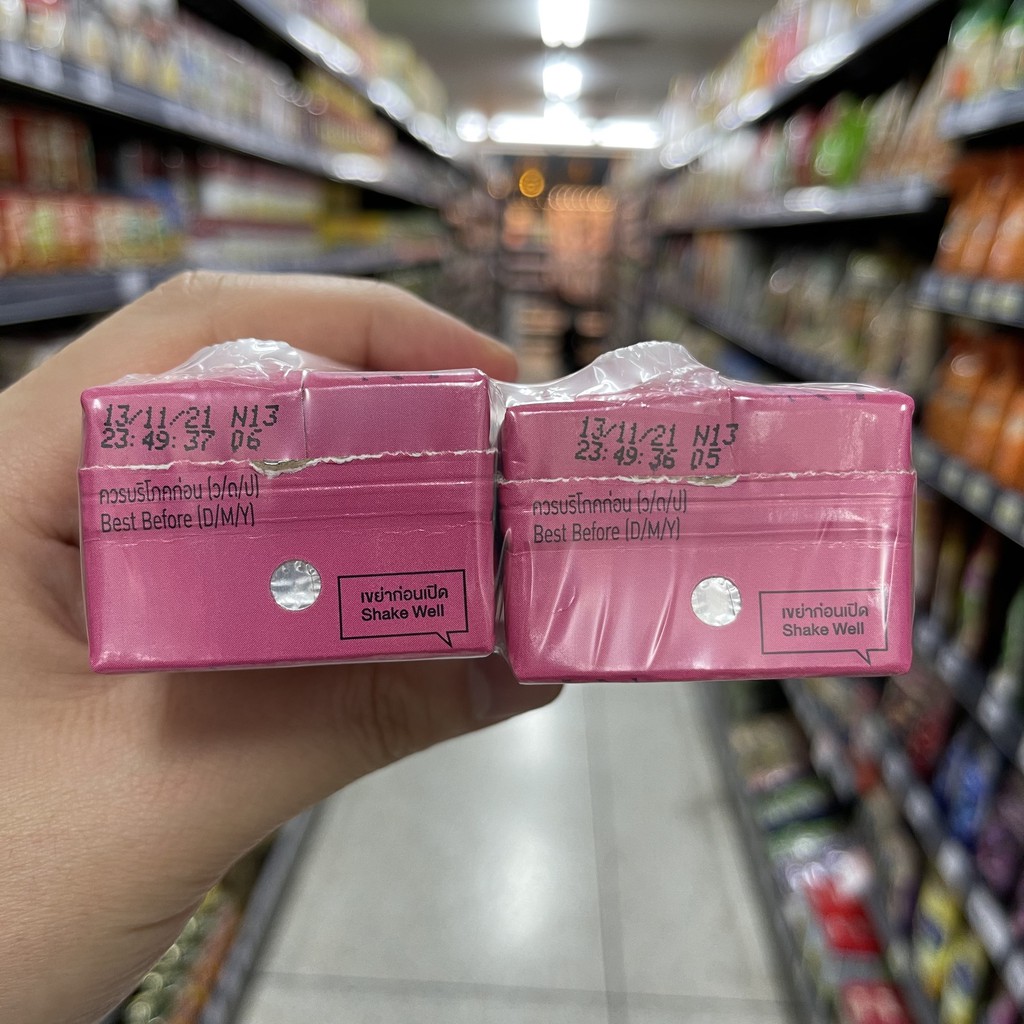 13/11/21 N13
23:49:37 06
ควรบริโภคก่อน (ว/ด/ป)
Best Before (D/M/Y)
เขย่าก่อนเปิด
Shake Well
13/11/21 N13
23:49:36 05
ควรบริโภคก่อน (ว/ด/ป)
Best Before (D/M/Y)
เขย่าก่อนเปิด
Shake Well